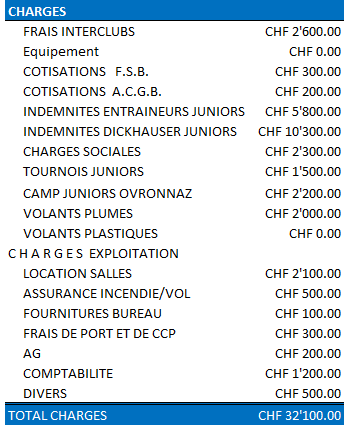 CHARGES
FRAIS INTERCLUBS CHF 2'600.00
Equipement CHF 0.00
COTISATIONS F.S.B. CHF 300.00
COTISATIONS A.C.G.B. CHF 200.00
INDEMNITES ENTRAINEURS JUNIORS CHF 5'800.00
INDEMNITES DICKHAUSER JUNIORS CHF 10'300.00
CHARGES SOCIALES CHF 2'300.00
TOURNOIS JUNIORS CHF 1'500.00
CAMP JUNIORS OVRONNAZ CHF 2'200.00
VOLANTS PLUMES CHF 2'000.00
VOLANTS PLASTIQUES CHF 0.00
C H A R G E S EXPLOITATION
LOCATION SALLES CHF 2'100.00
ASSURANCE INCENDIE/VOL CHF 500.00
FOURNITURES BUREAU CHF 100.00
FRAIS DE PORT ET DE CCP CHF 300.00
AG CHF 200.00
COMPTABILITE CHF 1'200.00
DIVERS CHF 500.00
TOTAL CHARGES CHF 32'100.00